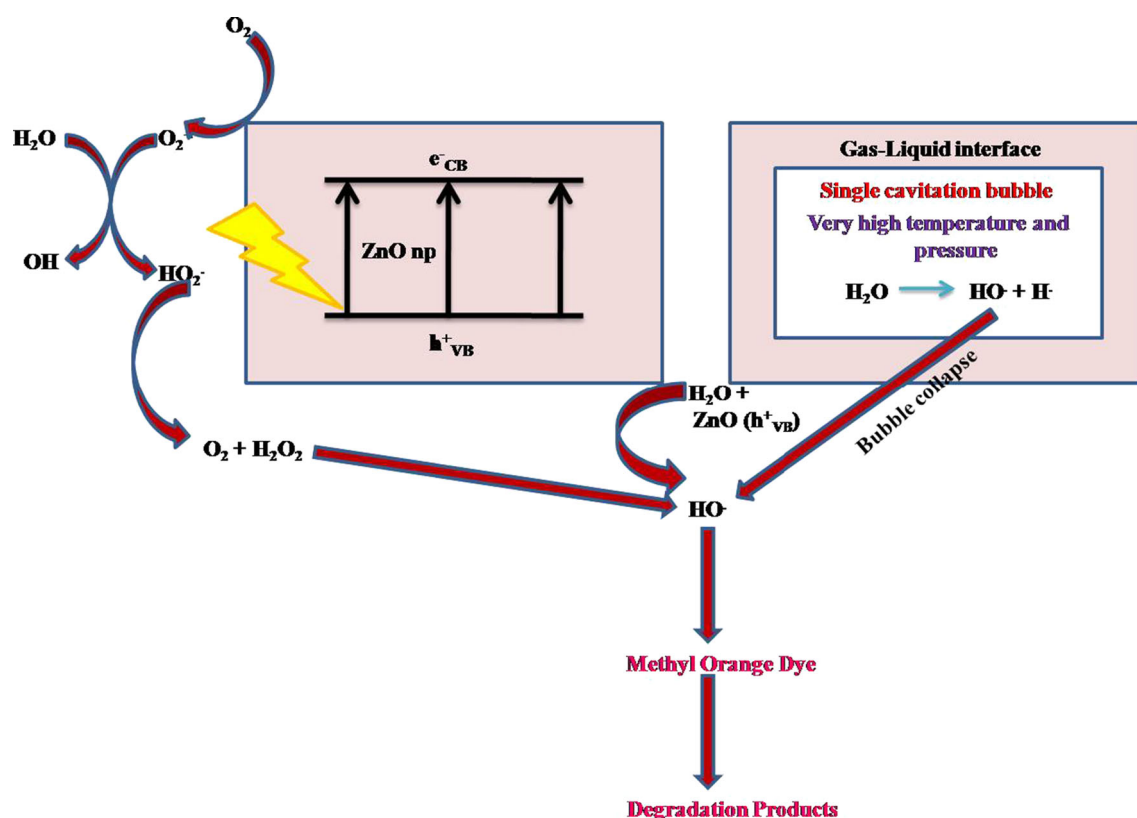 O₂
H₂O
O₂⁻
OH
HO₂·
e⁻CB
ZnO np
h⁺VB
O₂ + H₂O₂
Gas-Liquid interface
Single cavitation bubble
Very high temperature and
pressure
H₂O → HO· + H·
Bubble collapse
H₂O +
ZnO (h⁺VB)
HO·
Methyl Orange Dye
Degradation Products